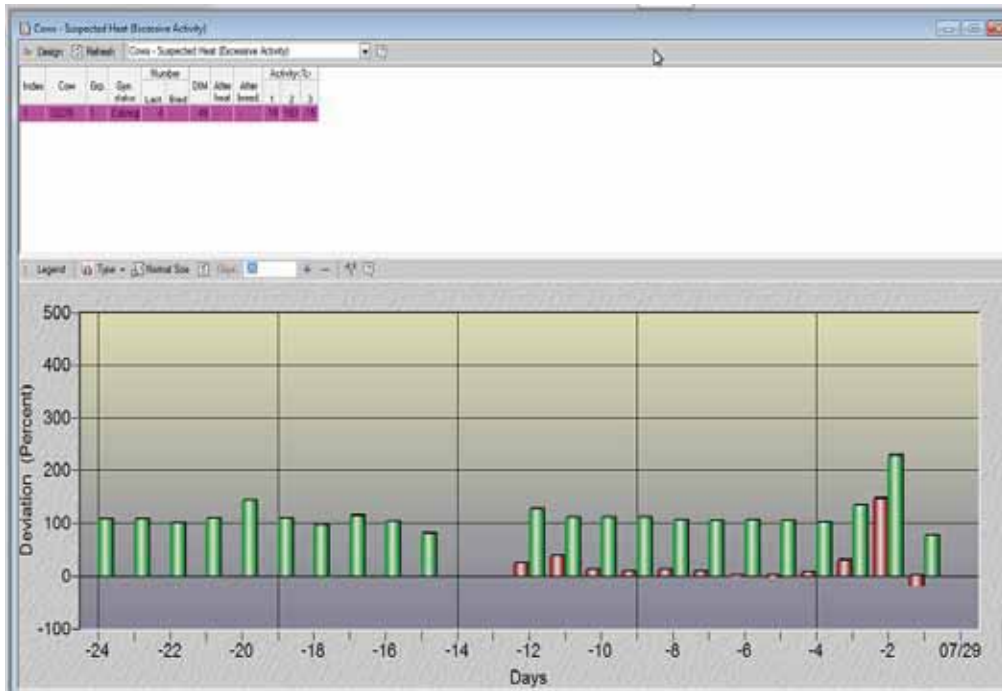 Cows - Suspected Heat (Excessive Activity)
Design Refresh Cows - Suspected Heat (Excessive Activity)
Number Activity
Index Cow Grp. Gyn. status Lact. Bred DIM After heat After breed 1 2 3
Legend Type Normal Size
500
400
300
200
100
0
-100
Deviation (Percent)
-24 -22 -20 -18 -16 -14 -12 -10 -8 -6 -4 -2 07/29
Days